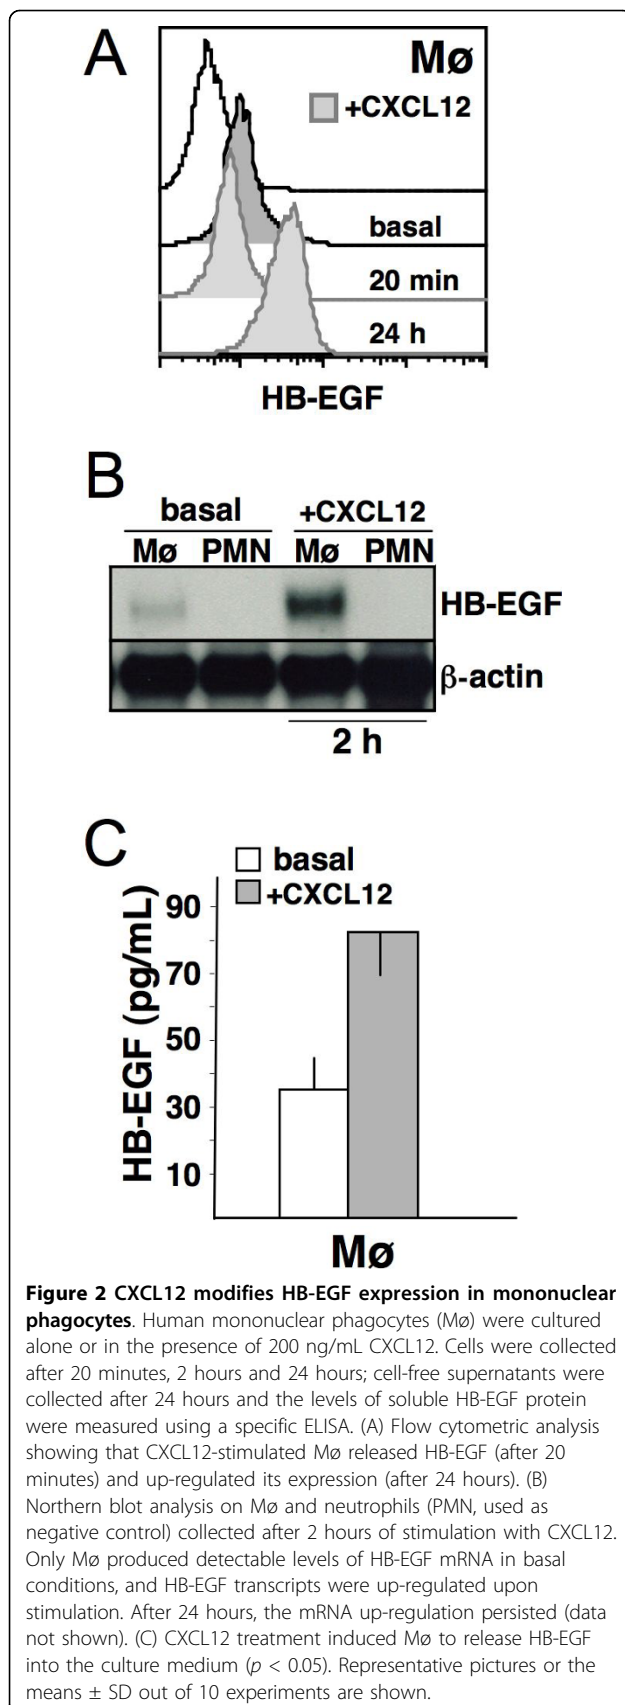 A
Mø
+CXCL12
basal
20 min
24 h
HB-EGF
B
basal +CXCL12
Mø PMN Mø PMN
HB-EGF
β-actin
2 h
C
basal
+CXCL12
HB-EGF (pg/mL)
90
70
50
30
10
Mø
Figure 2 CXCL12 modifies HB-EGF expression in mononuclear
phagocytes. Human mononuclear phagocytes (Mø) were cultured
alone or in the presence of 200 ng/mL CXCL12. Cells were collected
after 20 minutes, 2 hours and 24 hours; cell-free supernatants were
collected after 24 hours and the levels of soluble HB-EGF protein
were measured using a specific ELISA. (A) Flow cytometric analysis
showing that CXCL12-stimulated Mø released HB-EGF (after 20
minutes) and up-regulated its expression (after 24 hours). (B)
Northern blot analysis on Mø and neutrophils (PMN, used as
negative control) collected after 2 hours of stimulation with CXCL12.
Only Mø produced detectable levels of HB-EGF mRNA in basal
conditions, and HB-EGF transcripts were up-regulated upon
stimulation. After 24 hours, the mRNA up-regulation persisted (data
not shown). (C) CXCL12 treatment induced Mø to release HB-EGF
into the culture medium (p < 0.05). Representative pictures or the
means ± SD out of 10 experiments are shown.